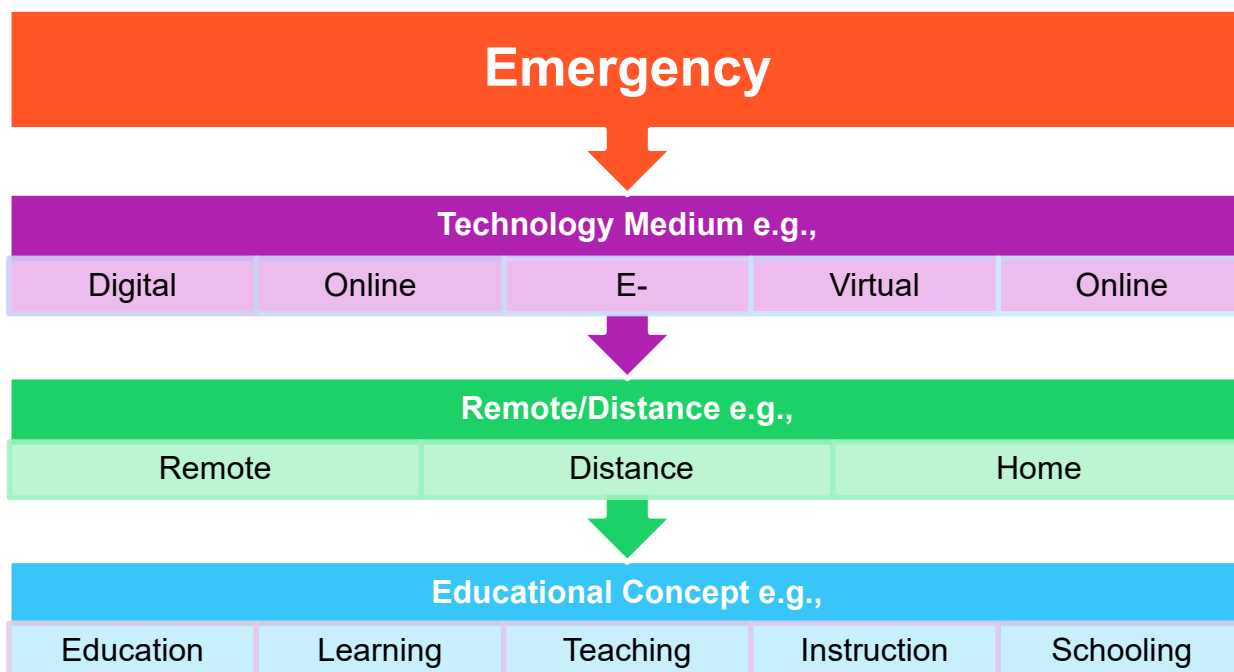 Emergency
Technology Medium e.g.,
Digital Online E- Virtual Online
Remote/Distance e.g.,
Remote Distance Home
Educational Concept e.g.,
Education Learning Teaching Instruction Schooling